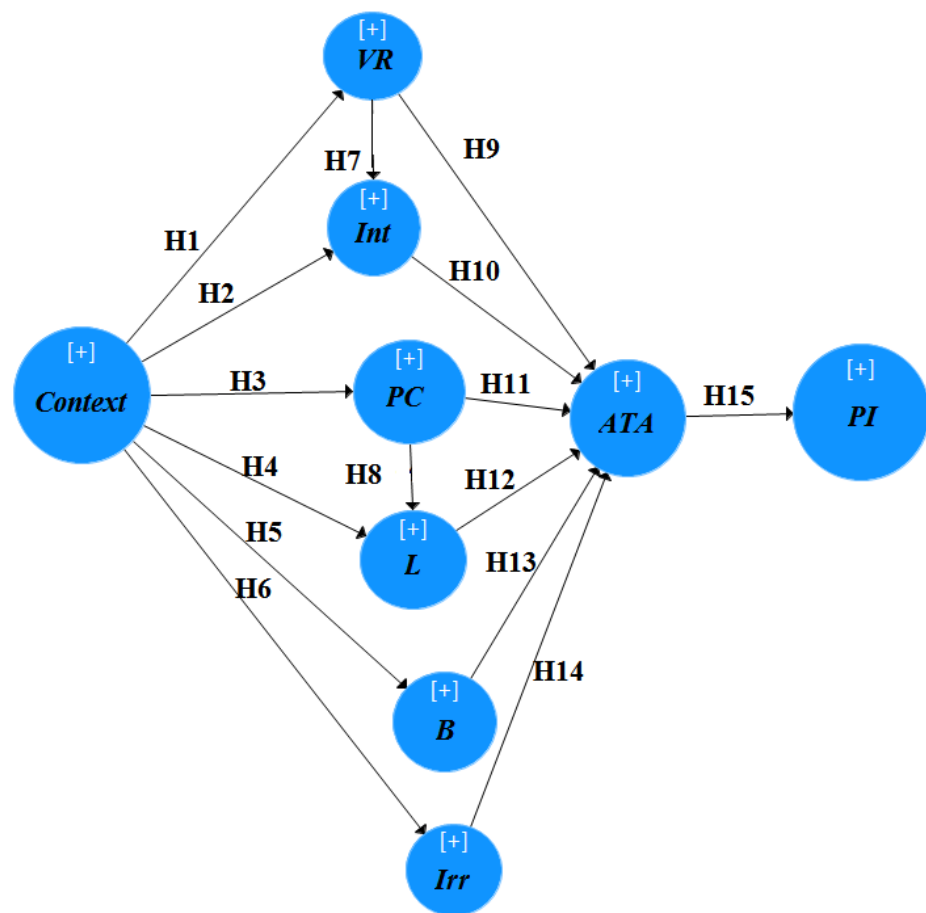 [+]
VR
H9
H7
[+]
Int
H1
H10
H2
[+]
Context
H3
[+]
PC
H11
[+]
ATA
H15
[+]
PI
H4
H8
H12
[+]
L
H5
H13
H6
[+]
B
H14
[+]
Irr